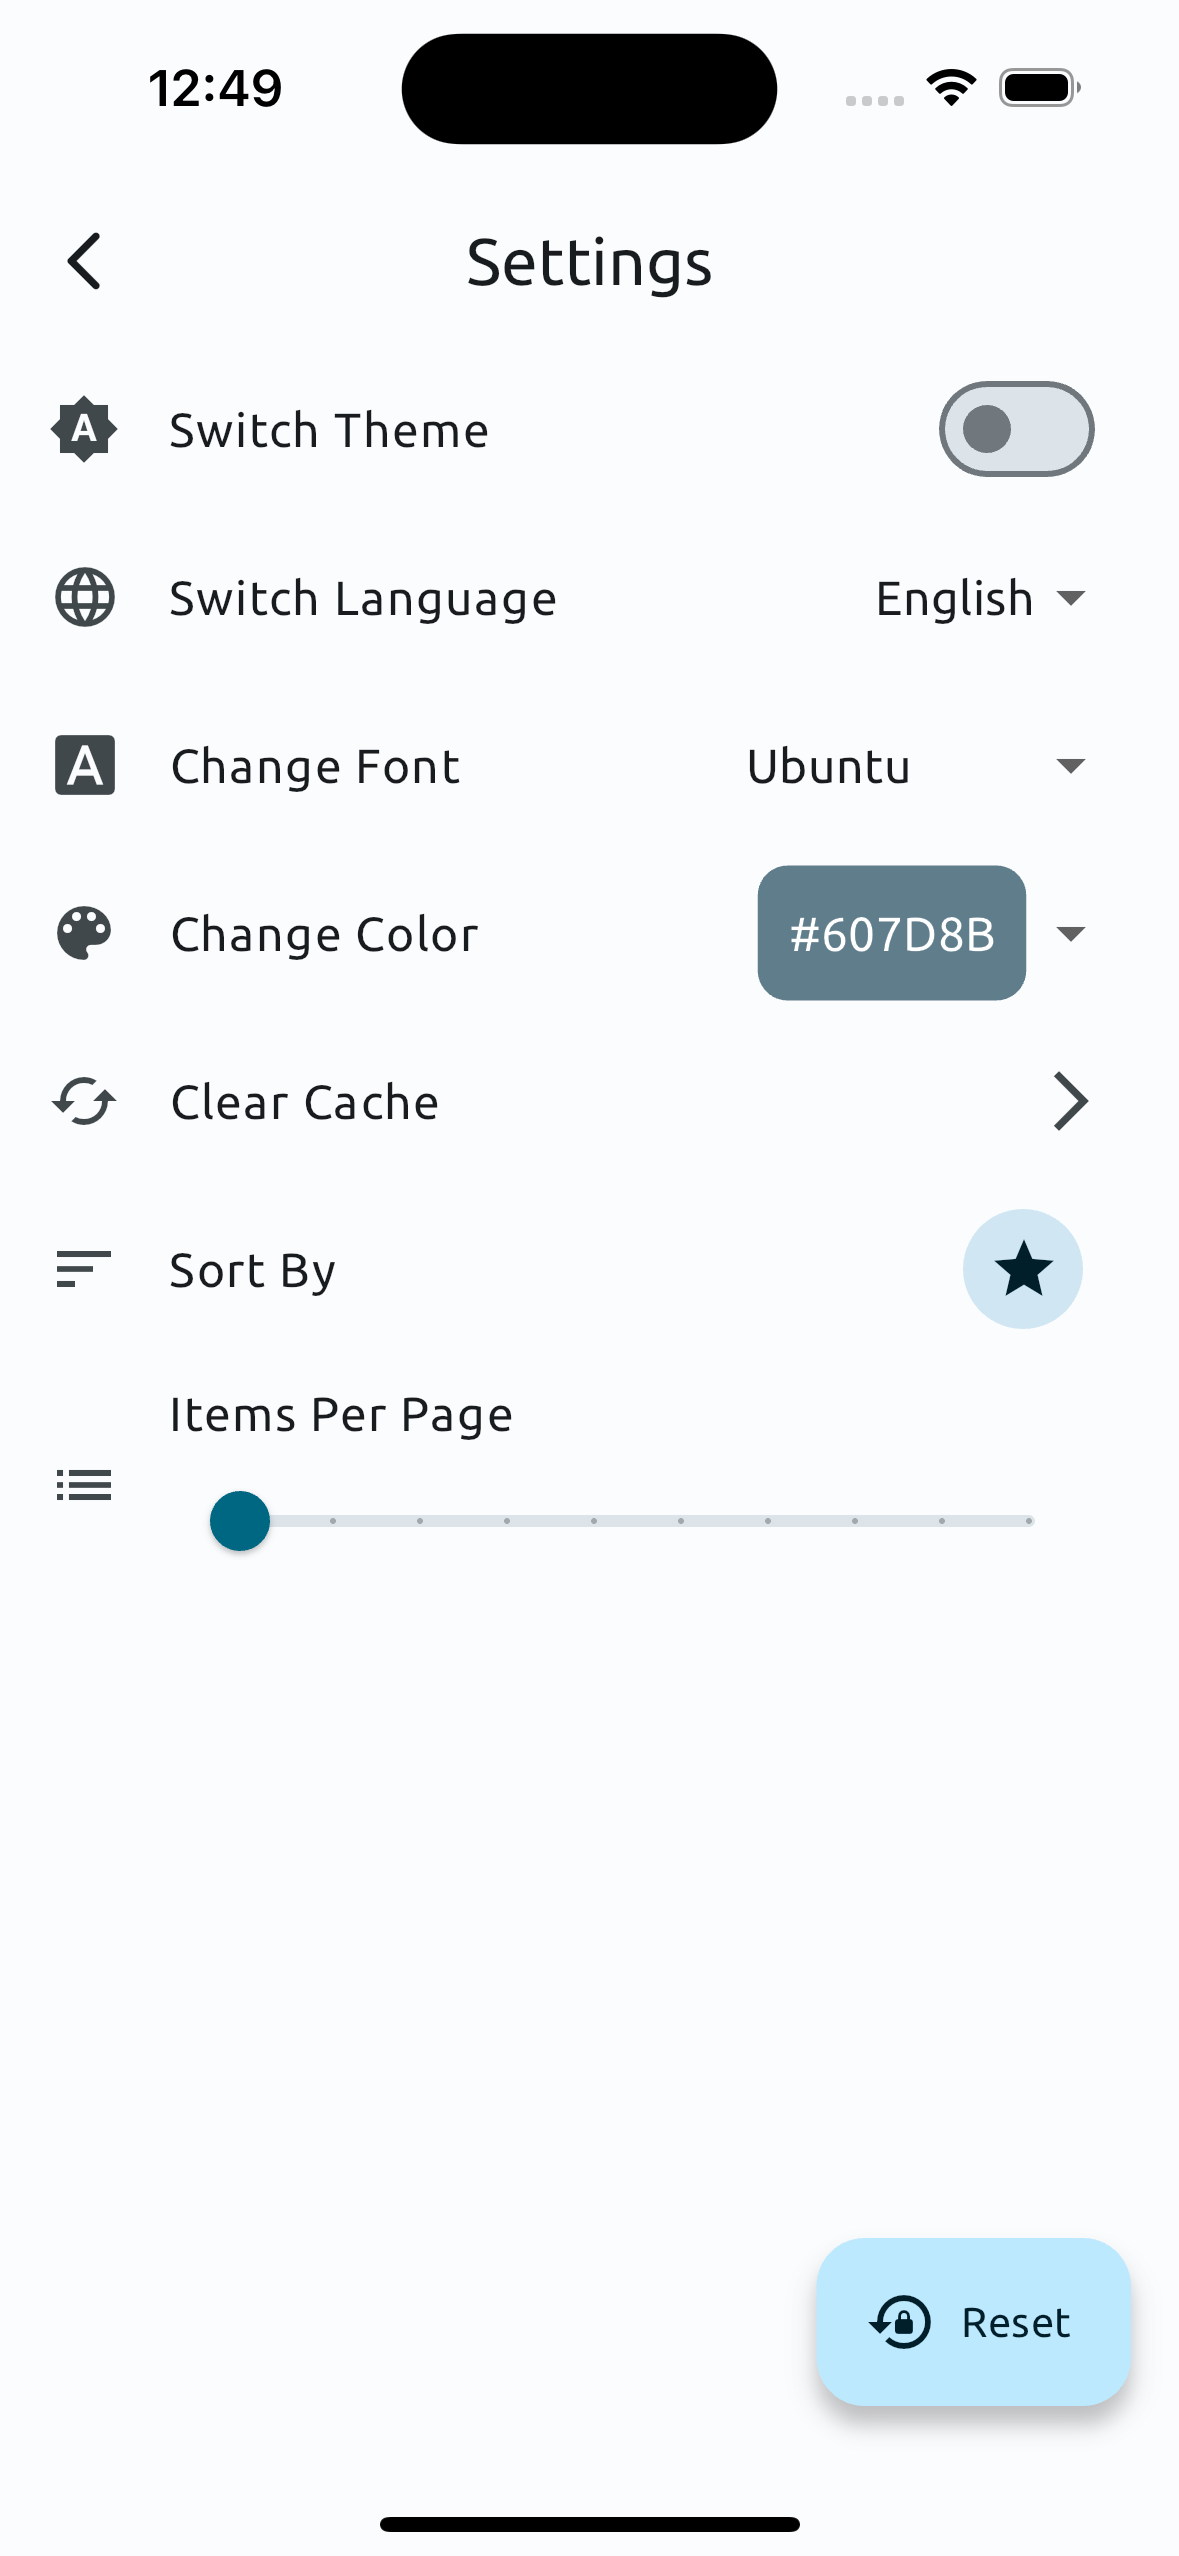 12:49
Settings
Switch Theme
Switch Language English
Change Font Ubuntu
Change Color #607D8B
Clear Cache
Sort By
Items Per Page
Reset